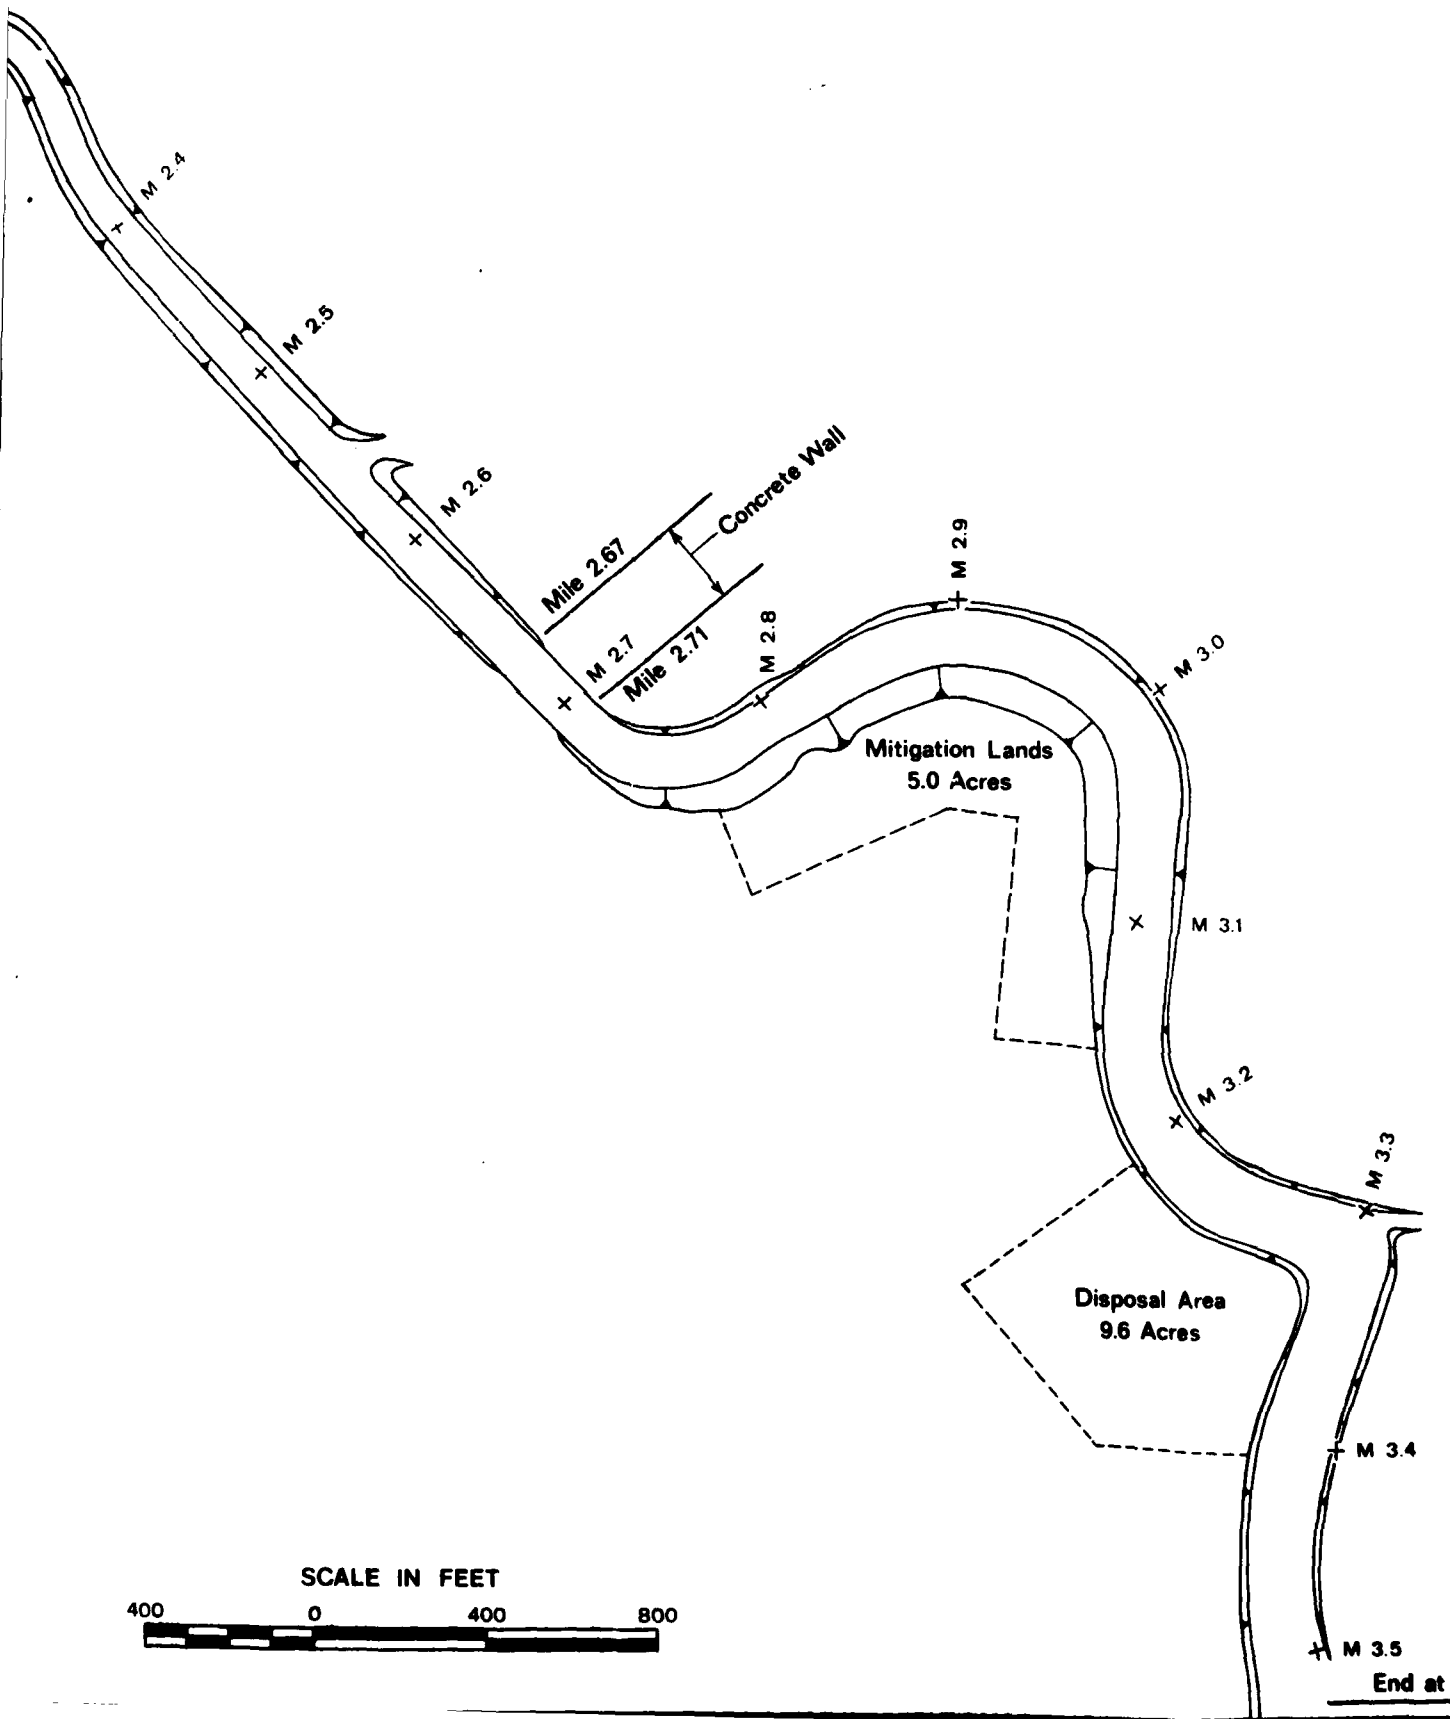 M 2.4
M 2.5
M 2.6
Concrete Wall
Mile 2.67
Mile 2.71
M 2.7
M 2.8
M 2.9
M 3.0
Mitigation Lands
5.0 Acres
M 3.1
M 3.2
M 3.3
Disposal Area
9.6 Acres
M 3.4
SCALE IN FEET
400 0 400 800
M 3.5
End at